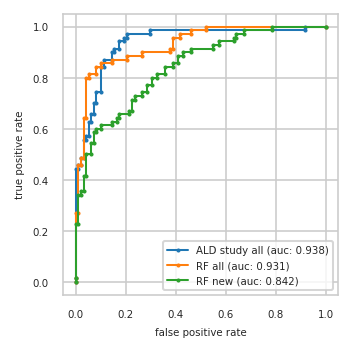 1.0
0.8
0.6
0.4
0.2
0.0
true positive rate
ALD study all (auc: 0.938)
RF all (auc: 0.931)
RF new (auc: 0.842)
0.0 0.2 0.4 0.6 0.8 1.0
false positive rate